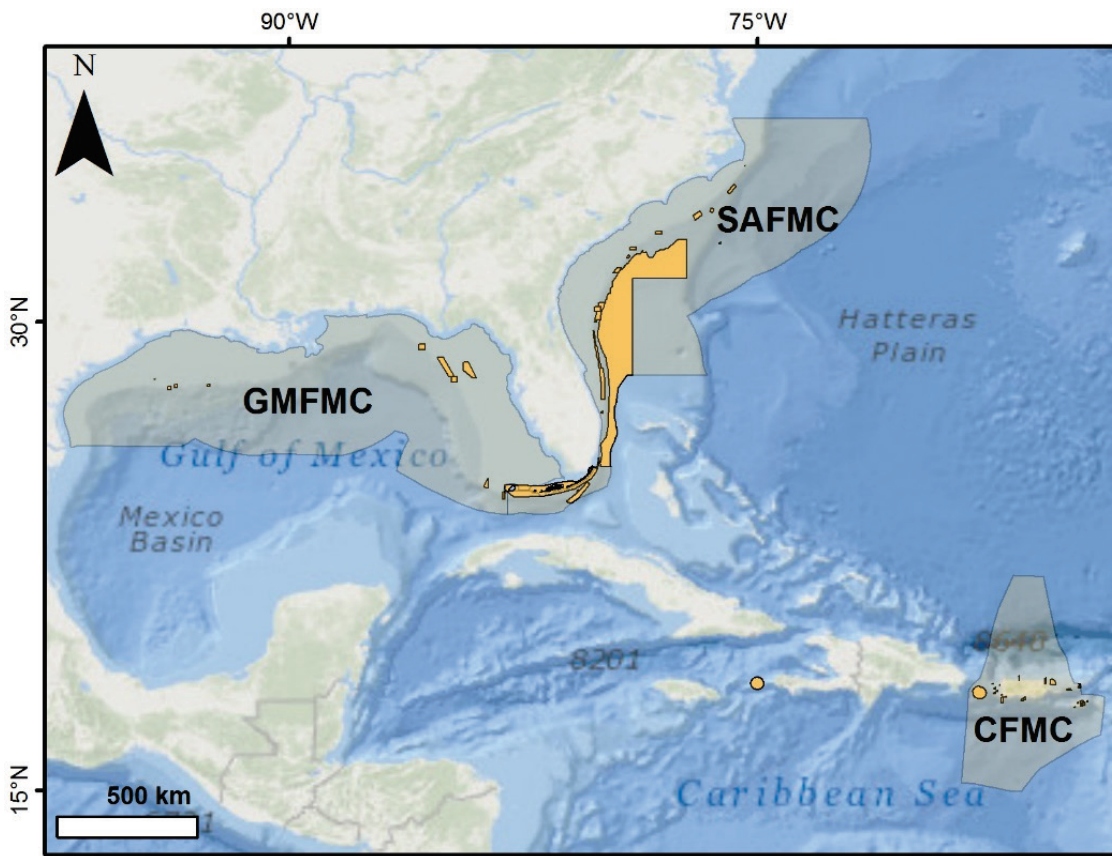 90°W
75°W
N
SAFMC
30°N
Hatteras
Plain
GMFMC
Gulf of Mexico
Mexico
Basin
8201
CFMC
15°N
500 km
Caribbean Sea